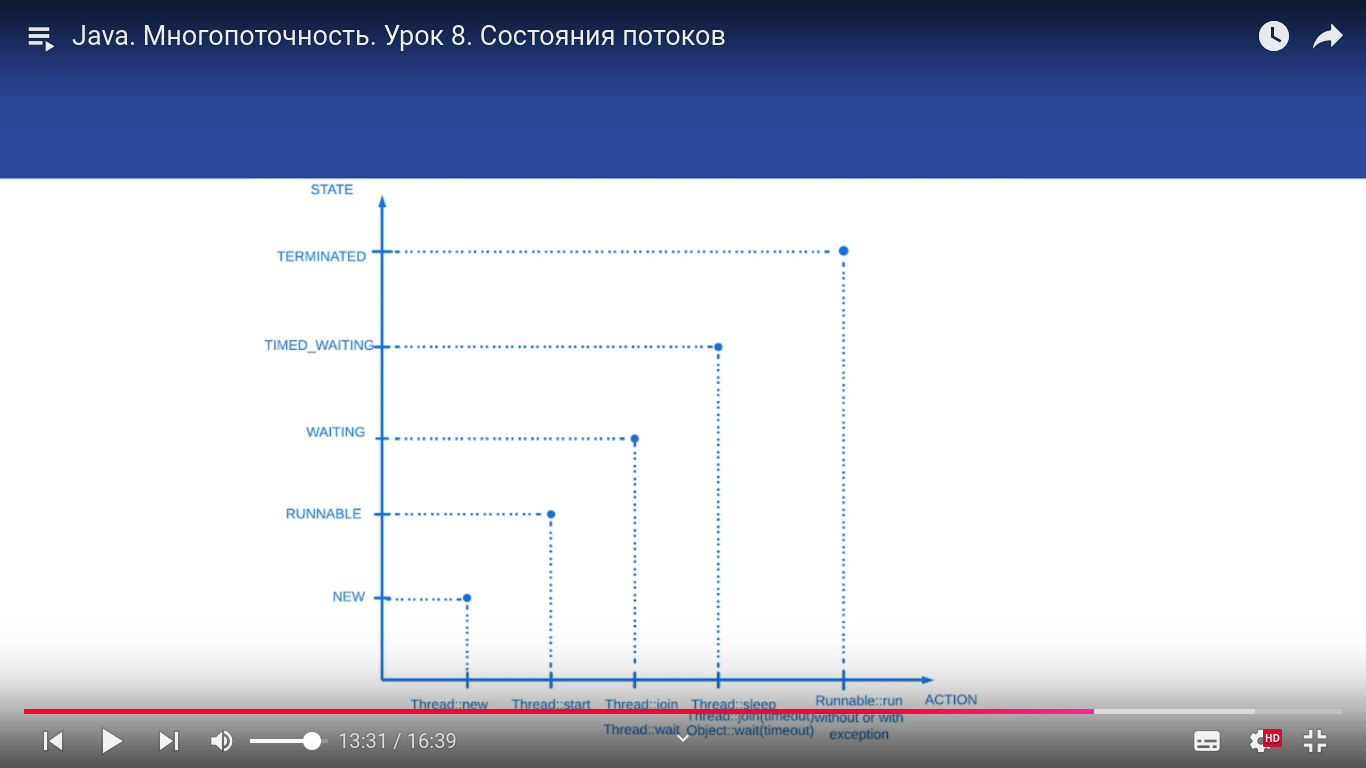 Java. Многопоточность. Урок 8. Состояния потоков
STATE
TERMINATED
TIMED_WAITING
WAITING
RUNNABLE
NEW
Thread::new
Thread::start
Thread::join
Thread::wait
Thread::sleep
Thread::join(timeout)
Object::wait(timeout)
Runnable::run
without or with
exception
ACTION
13:31 / 16:39
HD